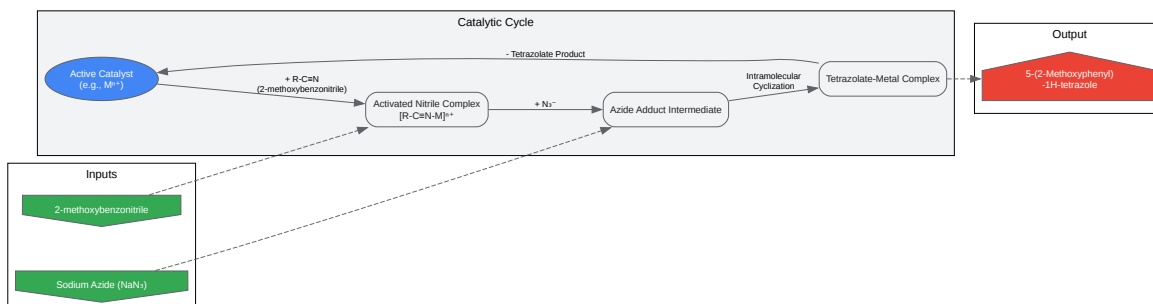 Catalytic Cycle
Output
- Tetrazolate Product
Active Catalyst
(e.g., Mⁿ⁺)
+ R-C≡N
(2-methoxybenzonitrile)
Activated Nitrile Complex
[R-C≡N-M]ⁿ⁺
+ N₃⁻
Azide Adduct Intermediate
Intramolecular
Cyclization
Tetrazolate-Metal Complex
5-(2-Methoxyphenyl)
-1H-tetrazole
Inputs
2-methoxybenzonitrile
Sodium Azide (NaN₃)